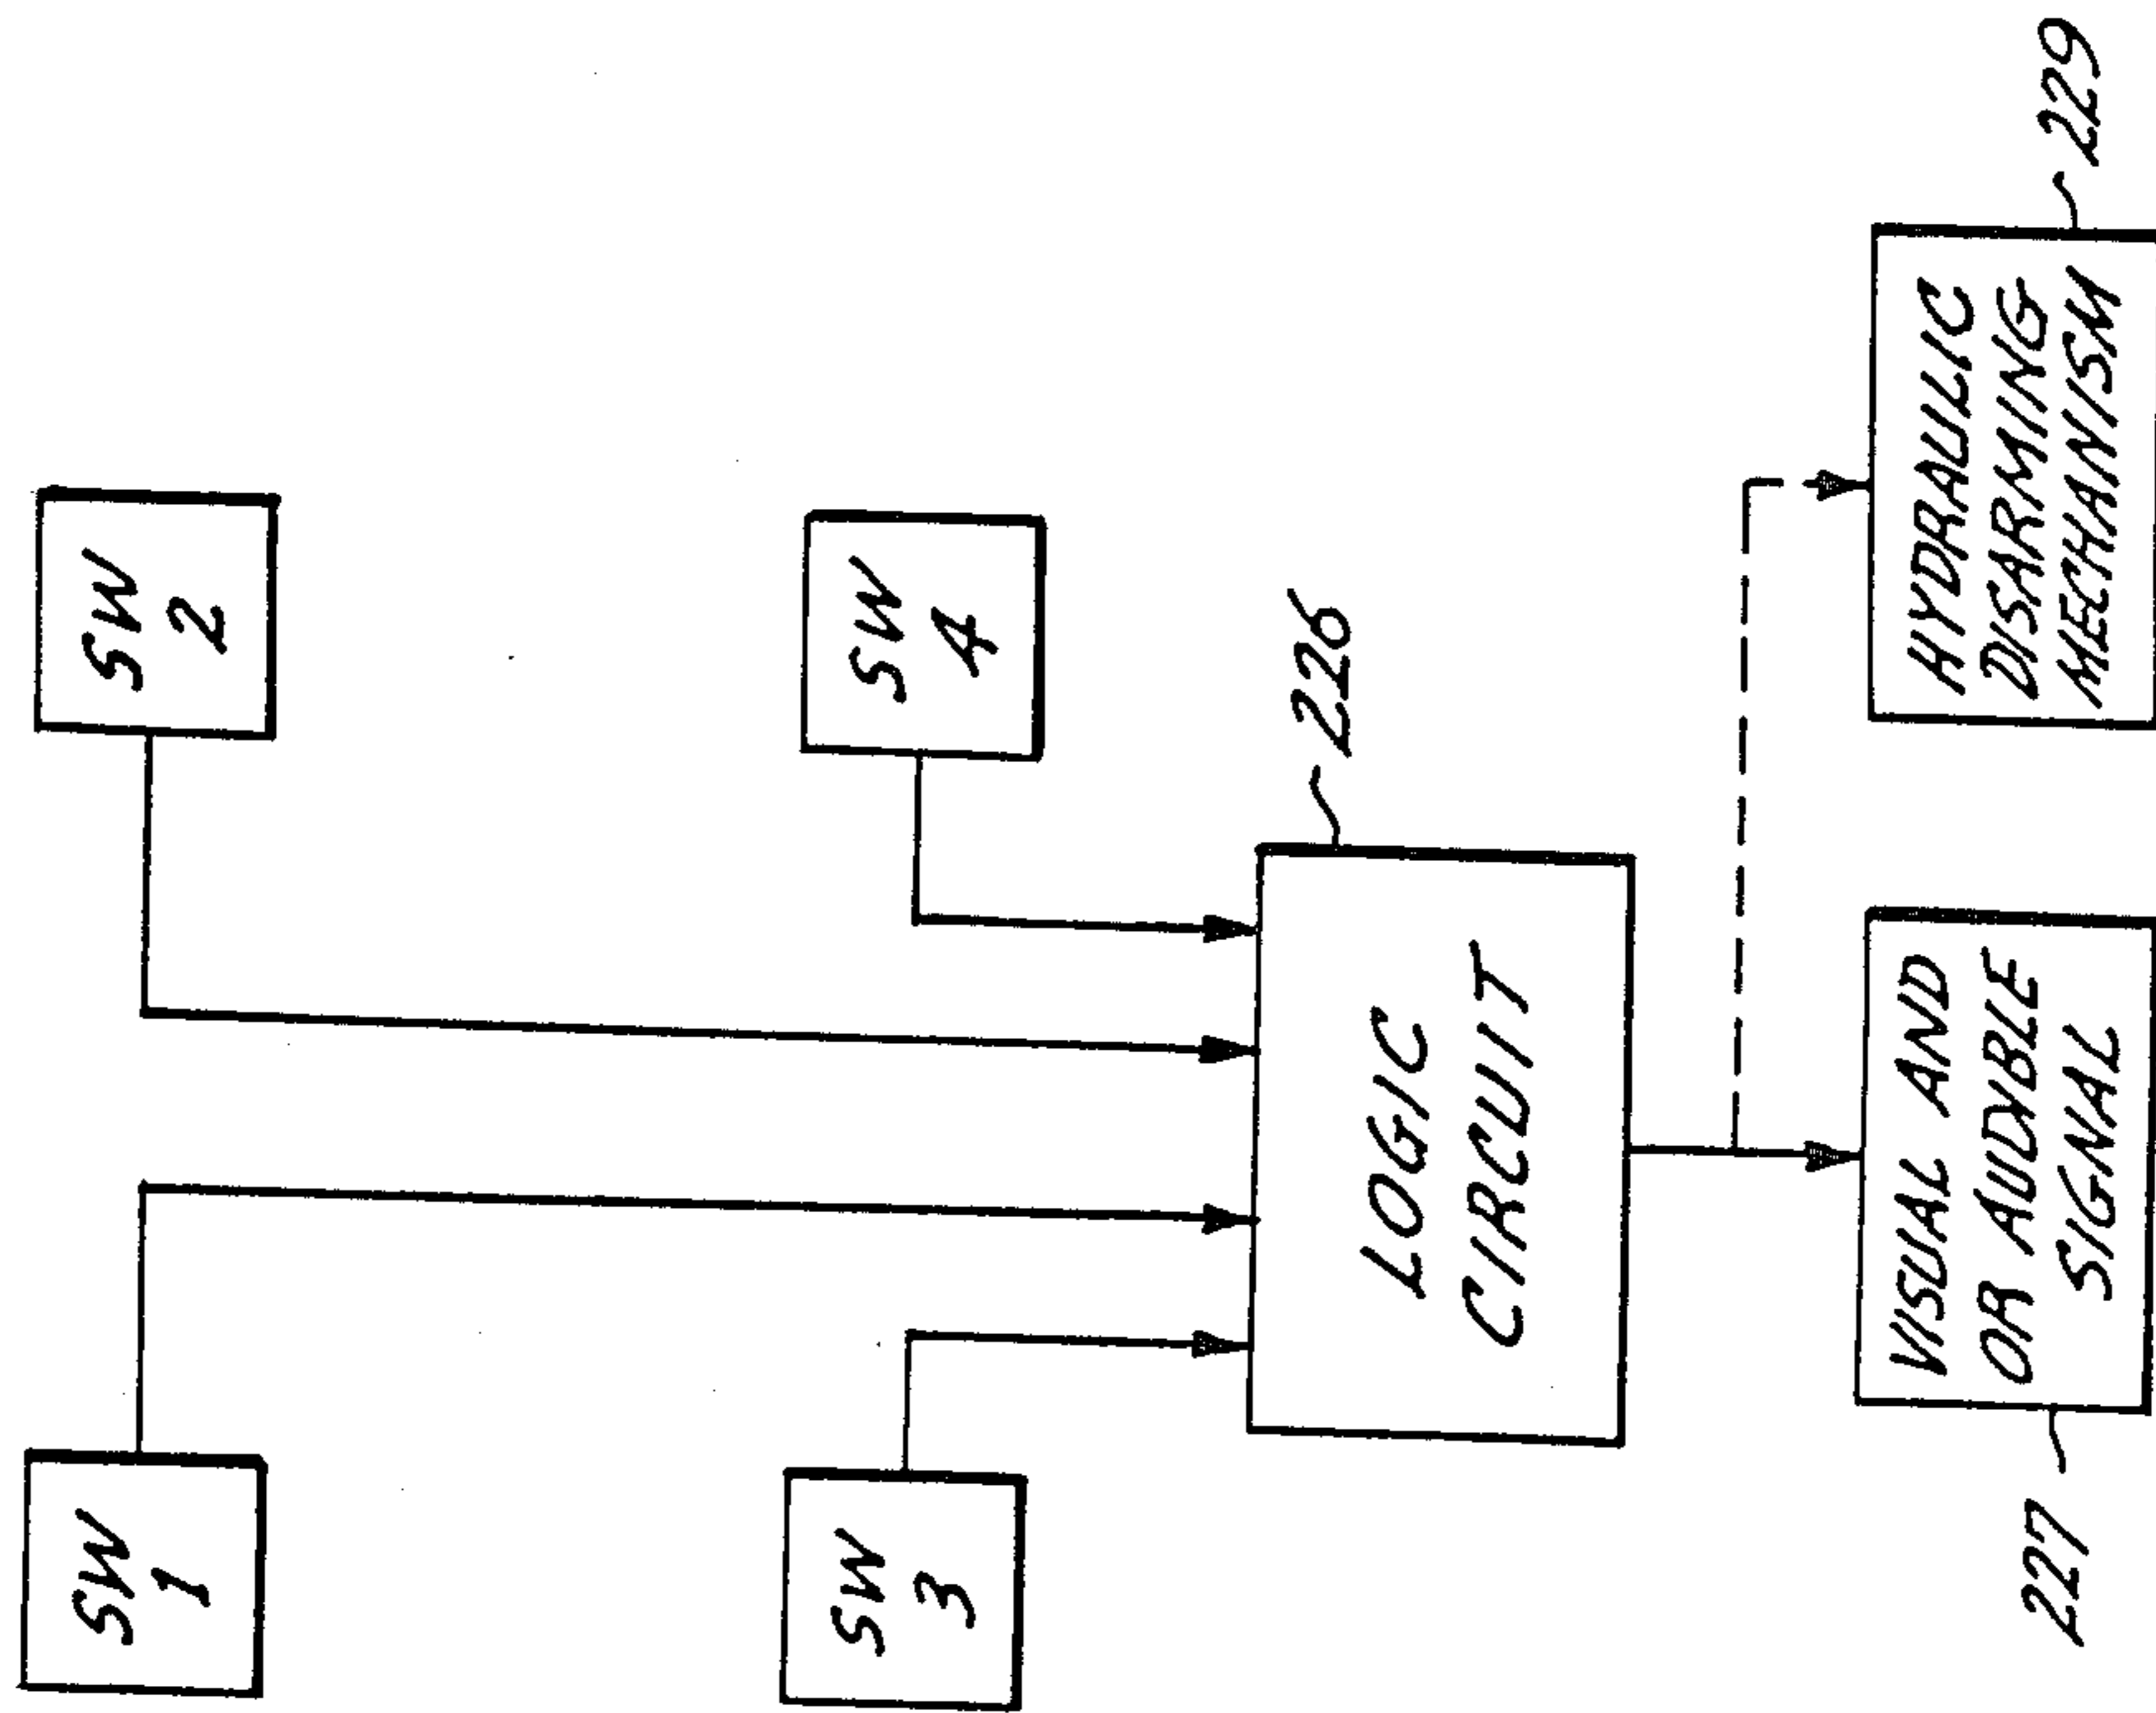 SW
1
SW
2
SW
3
SW
4
226
LOGIC
CIRCUIT
227
VISUAL AND
OR AUDIBLE
SIGNAL
HYDRAULIC
DISARMING
MECHANISM
229